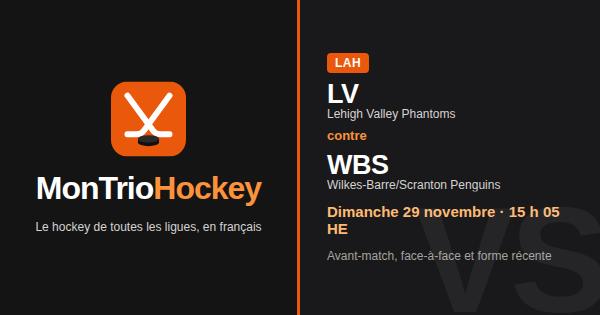 MonTrioHockey
Le hockey de toutes les ligues, en français
LAH
LV
Lehigh Valley Phantoms
contre
WBS
Wilkes-Barre/Scranton Penguins
Dimanche 29 novembre · 15 h 05
HE
Avant-match, face-à-face et forme récente
VS